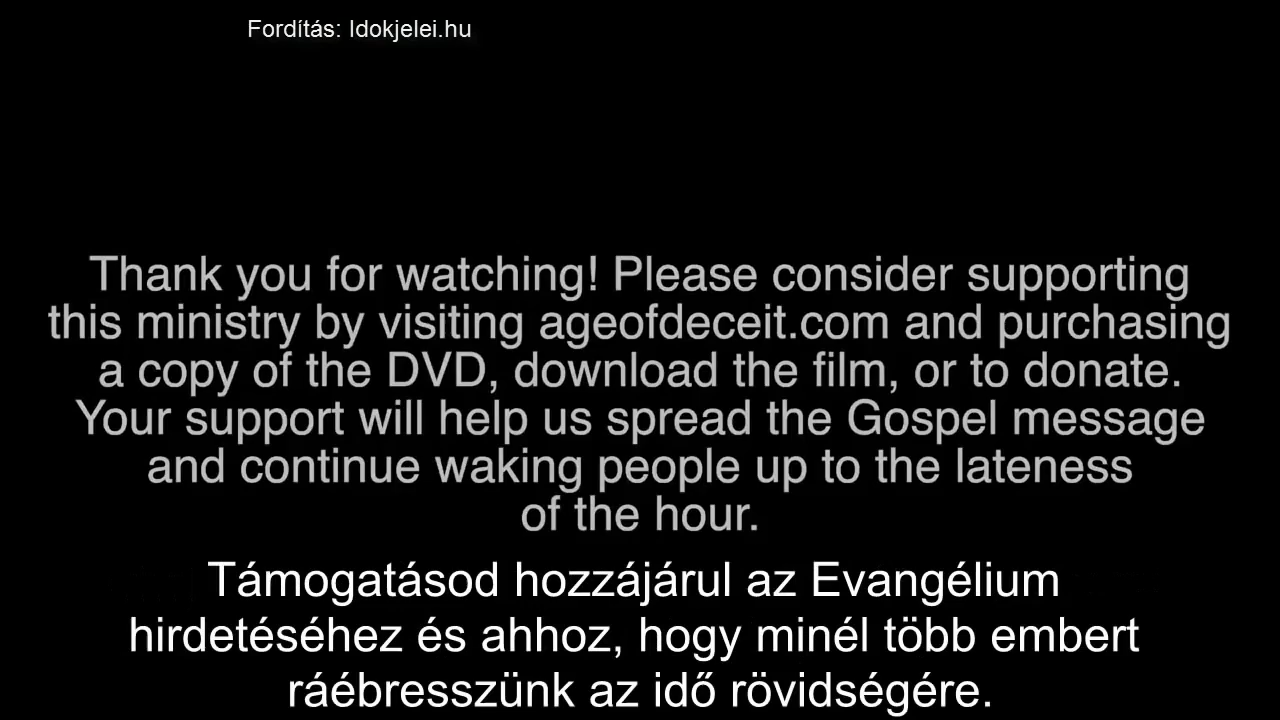 Fordítás: Idokjelei.hu
Thank you for watching! Please consider supporting
this ministry by visiting ageofdeceit.com and purchasing
a copy of the DVD, download the film, or to donate.
Your support will help us spread the Gospel message
and continue waking people up to the lateness
of the hour.
Támogatásod hozzájárul az Evangélium
hirdetéséhez és ahhoz, hogy minél több embert
ráébresszünk az idő rövidségére.